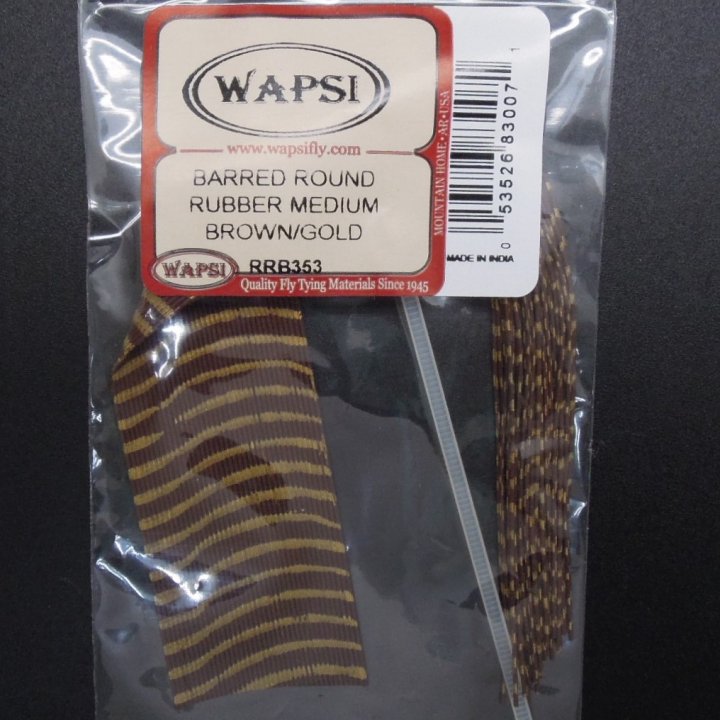 WAPSI
www.wapsifly.com
BARRED ROUND
RUBBER MEDIUM
BROWN/GOLD
WAPSI RRB353
Quality Fly Tying Materials Since 1945
MOUNTAIN HOME • AR • USA
0 53526 83007 1
MADE IN INDIA